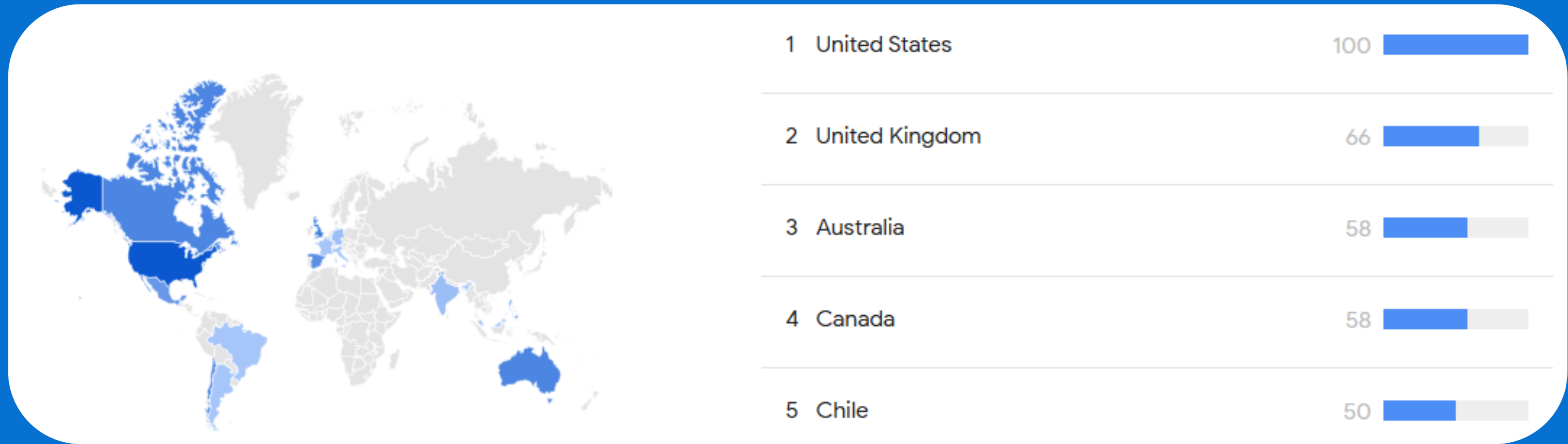 1 United States 100
2 United Kingdom 66
3 Australia 58
4 Canada 58
5 Chile 50